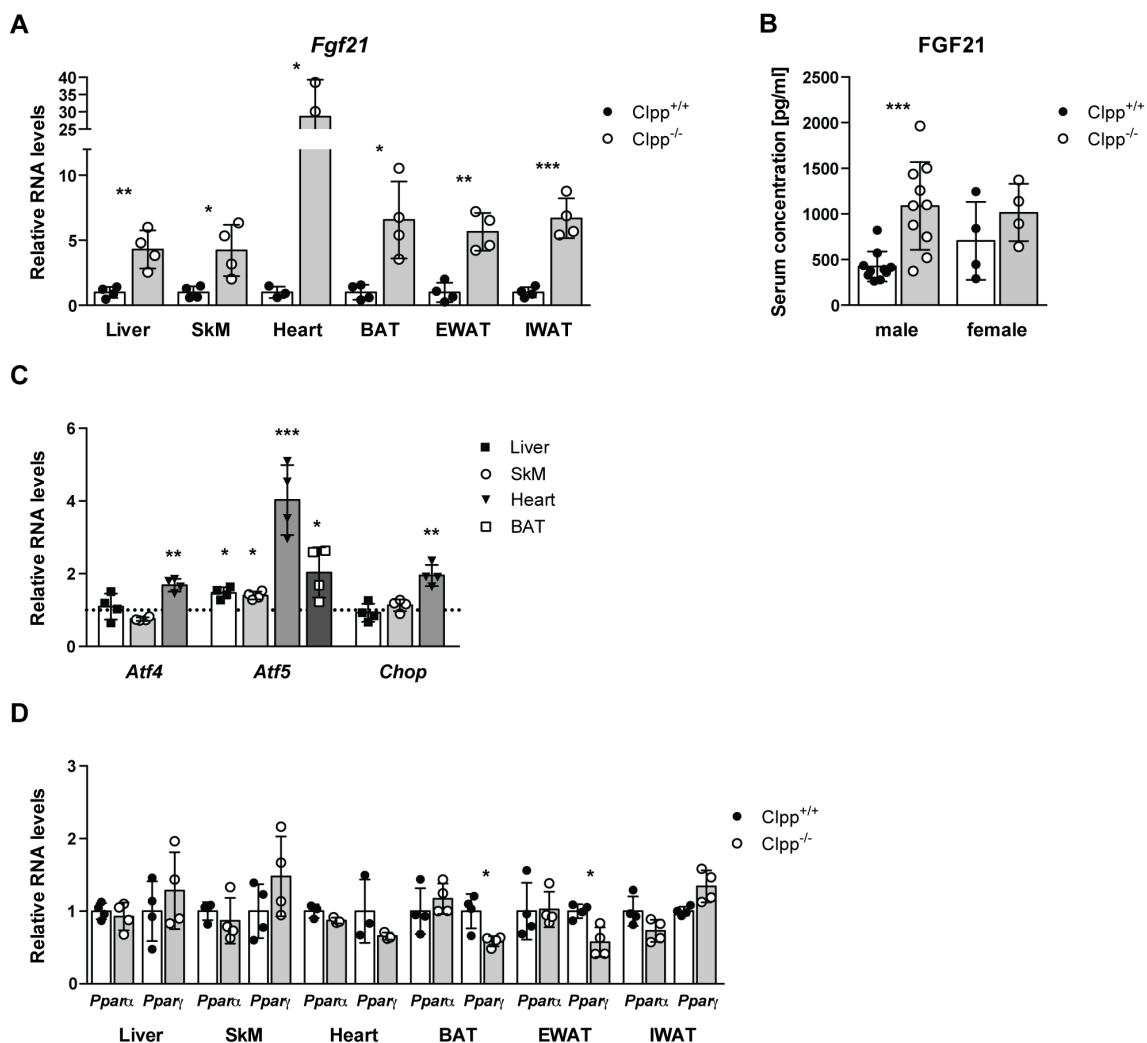 A
Fgf21
Relative RNA levels
40
35
30
25
10
5
0
*
**
*
*
**
***
Liver SkM Heart BAT EWAT IWAT
Clpp+/+
Clpp-/-
B
FGF21
Serum concentration [pg/ml]
2500
2000
1500
1000
500
0
***
male female
Clpp+/+
Clpp-/-
C
Relative RNA levels
6
4
2
0
** * * *** * **
Atf4 Atf5 Chop
Liver
SkM
Heart
BAT
D
Relative RNA levels
3
2
1
0
* *
Pparα Pparγ Pparα Pparγ Pparα Pparγ Pparα Pparγ Pparα Pparγ Pparα Pparγ
Liver SkM Heart BAT EWAT IWAT
Clpp+/+
Clpp-/-